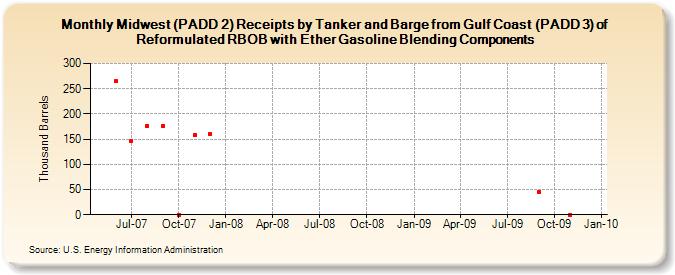 Monthly Midwest (PADD 2) Receipts by Tanker and Barge from Gulf Coast (PADD 3) of
Reformulated RBOB with Ether Gasoline Blending Components
Thousand Barrels
300
250
200
150
100
50
0
Jul-07 Oct-07 Jan-08 Apr-08 Jul-08 Oct-08 Jan-09 Apr-09 Jul-09 Oct-09 Jan-10
Source: U.S. Energy Information Administration